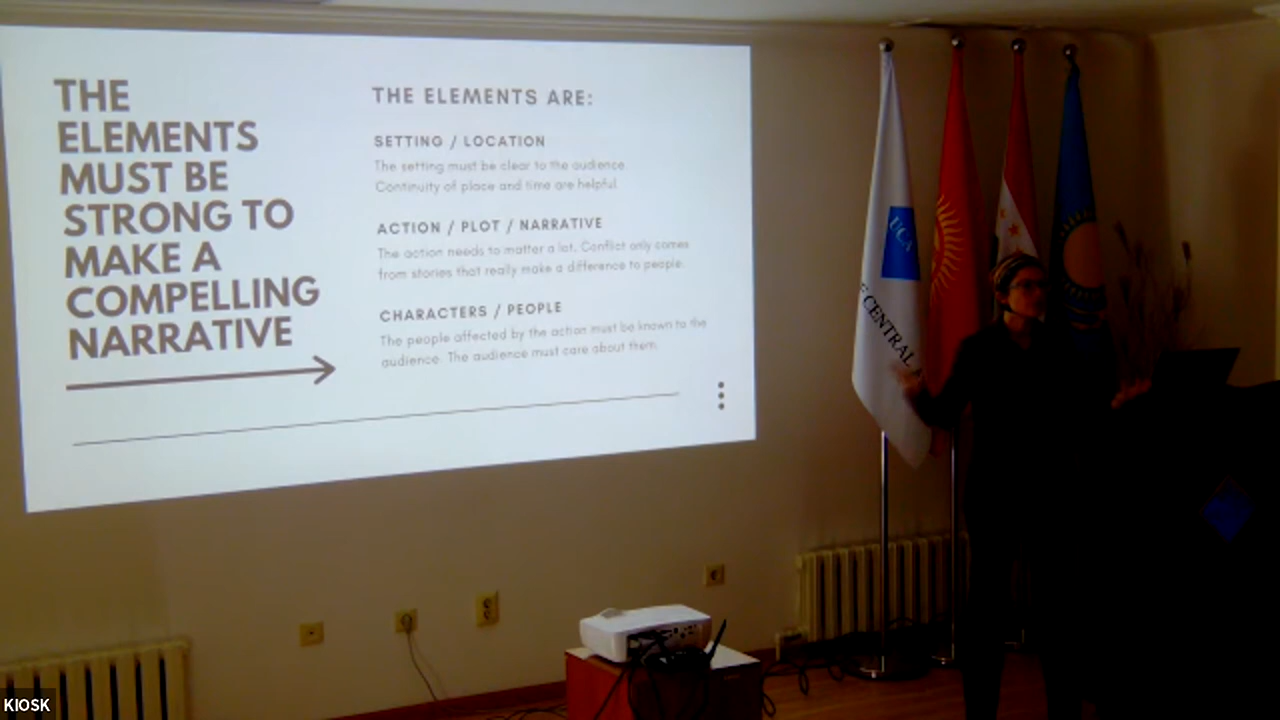 THE
ELEMENTS
MUST BE
STRONG TO
MAKE A
COMPELLING
NARRATIVE
THE ELEMENTS ARE:
SETTING / LOCATION
The setting must be clear to the audience.
Continuity of place and time are helpful.
ACTION / PLOT / NARRATIVE
The action needs to matter a lot. Conflict only comes
from stories that really make a difference to people.
CHARACTERS / PEOPLE
The people affected by the action must be known to the
audience. The audience must care about them.
UCA
CENTRAL
KIOSK